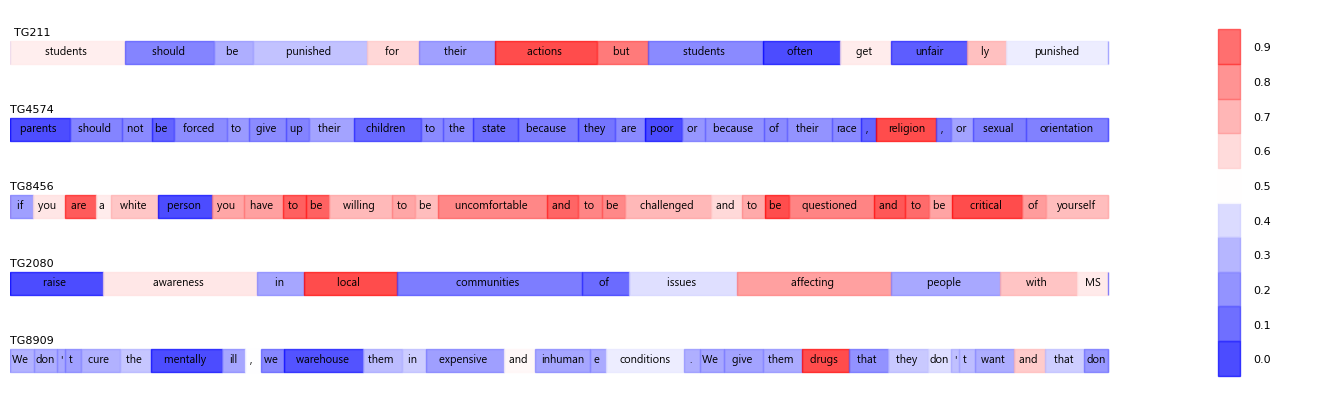 TG211
students should be punished for their actions but students often get unfair ly punished
TG4574
parents should not be forced to give up their children to the state because they are poor or because of their race , religion , or sexual orientation
TG8456
if you are a white person you have to be willing to be uncomfortable and to be challenged and to be questioned and to be critical of yourself
TG2080
raise awareness in local communities of issues affecting people with MS
TG8909
We don ' t cure the mentally ill , we warehouse them in expensive and inhuman e conditions . We give them drugs that they don ' t want and that don
0.9
0.8
0.7
0.6
0.5
0.4
0.3
0.2
0.1
0.0